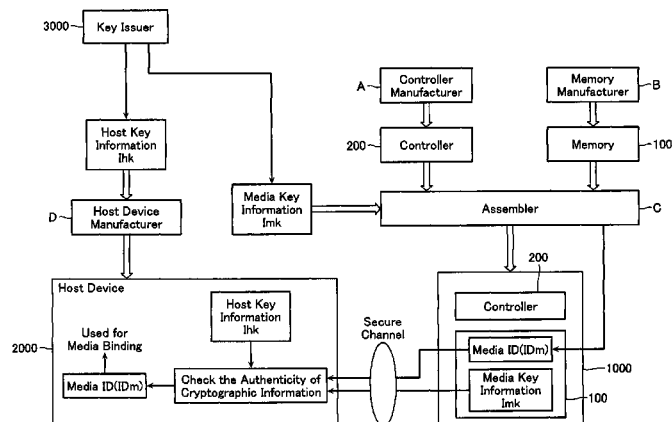 3000
Key Issuer
A
Controller
Manufacturer
Memory
Manufacturer
B
Host Key
Information
Ihk
200
Controller
Memory
100
Media Key
Information
Imk
D
Host Device
Manufacturer
Assembler
C
Host Device
200
Controller
Host Key
Information
Ihk
Secure
Channel
Used for
Media Binding
2000
Media ID(IDm)
Check the Authenticity of
Cryptographic Information
Media ID(IDm)
Media Key
Information
Imk
1000
100